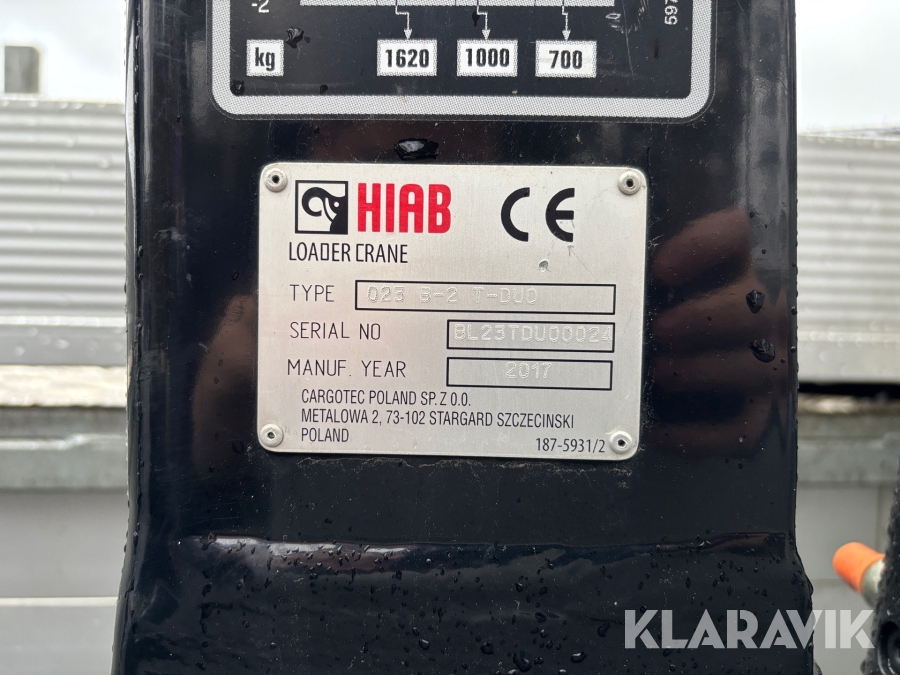 -2
597
kg 1620 1000 700
HIAB CE
LOADER CRANE
TYPE 023 B-2 T-DUO
SERIAL NO BL23TDU00024
MANUF. YEAR 2017
CARGOTEC POLAND SP. Z O.O.
METALOWA 2, 73-102 STARGARD SZCZECINSKI
POLAND
187-5931/2
KLARAVIK